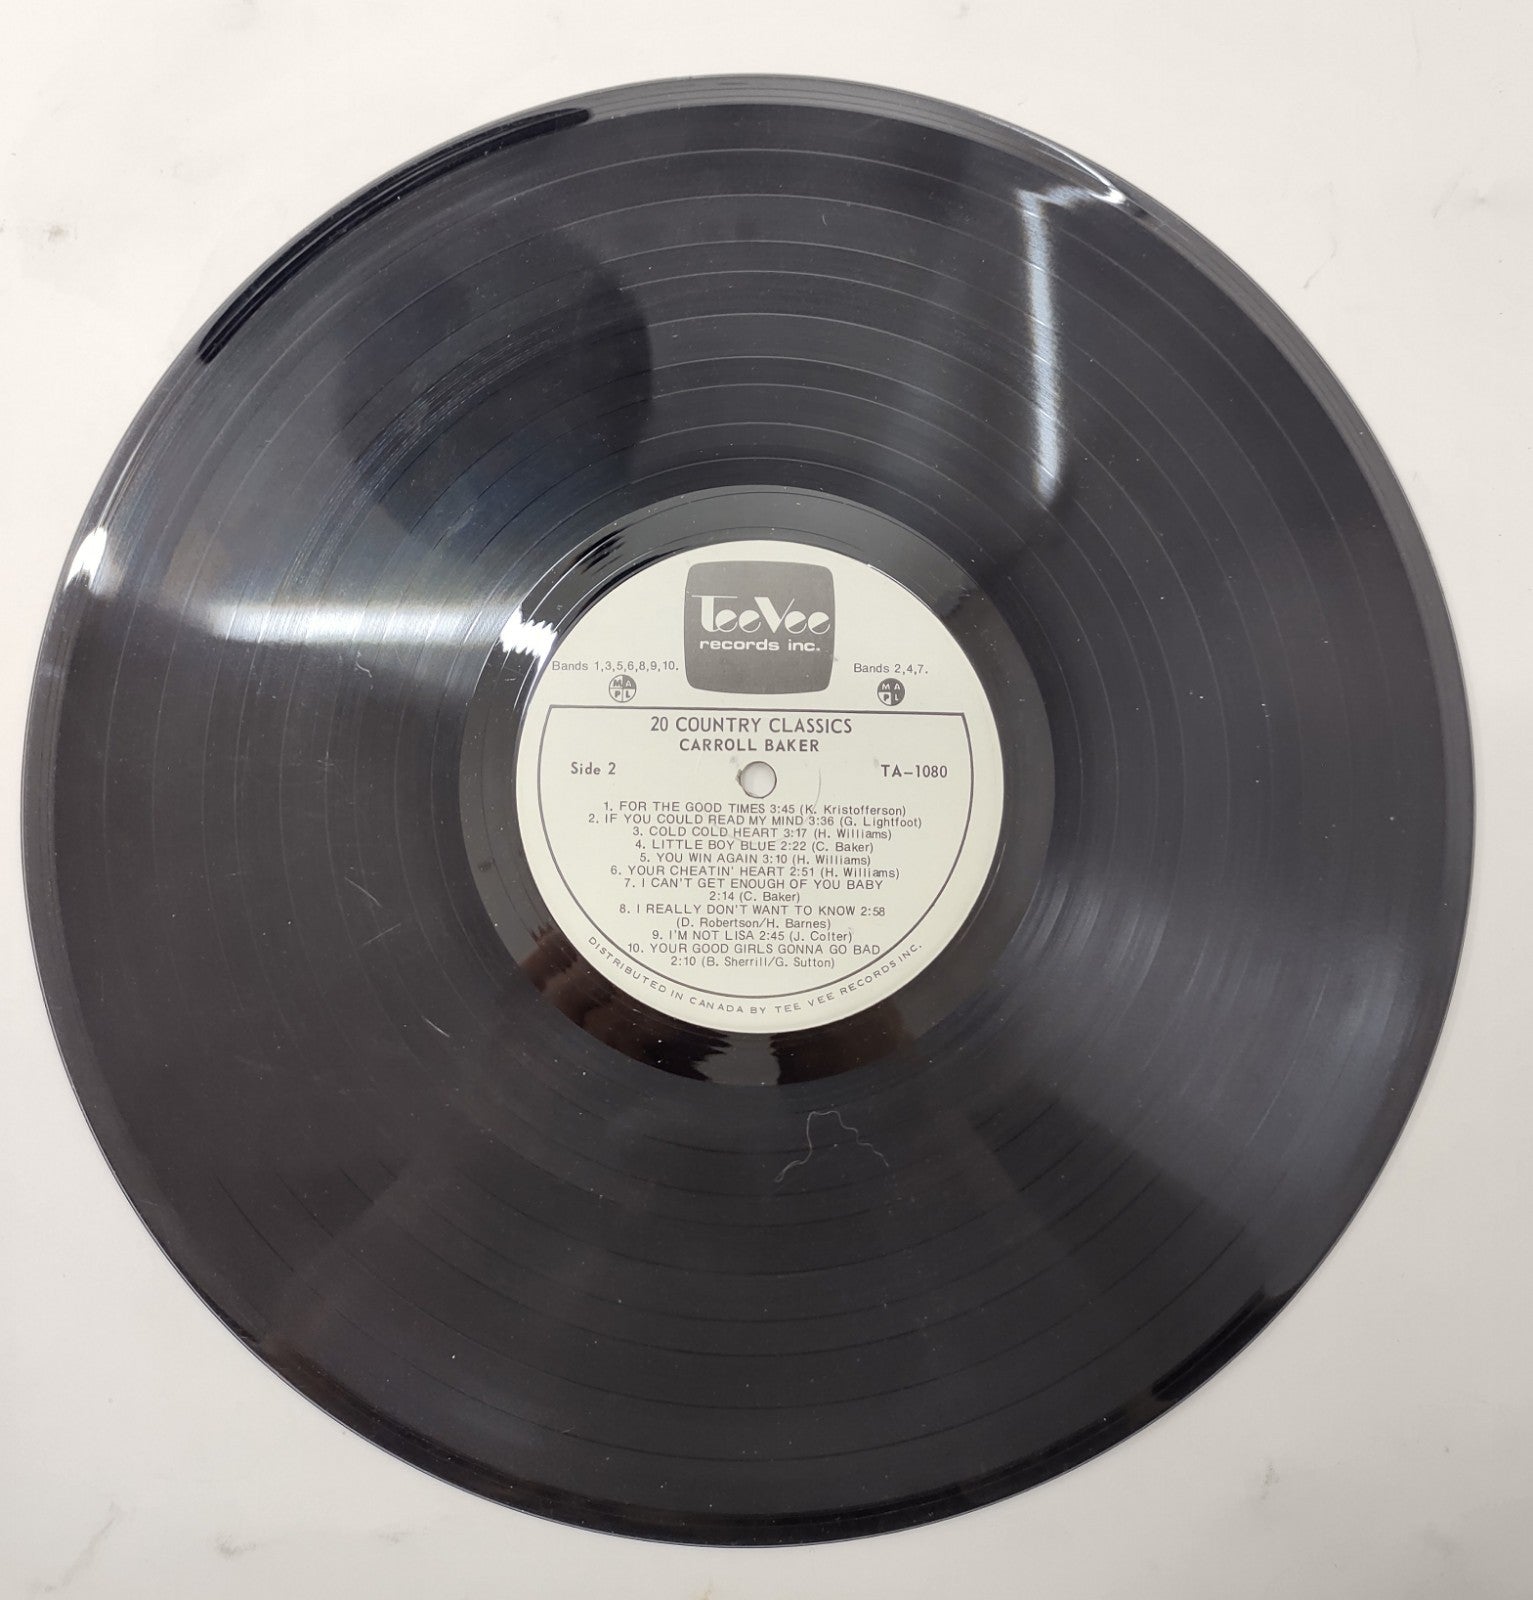 TeeVee
records inc.
Bands 1,3,5,6,8,9,10.
Bands 2,4,7.
M A
P L
M A
P L
20 COUNTRY CLASSICS
CARROLL BAKER
Side 2
TA-1080
1. FOR THE GOOD TIMES 3:45 (K. Kristofferson)
2. IF YOU COULD READ MY MIND 3:36 (G. Lightfoot)
3. COLD COLD HEART 3:17 (H. Williams)
4. LITTLE BOY BLUE 2:22 (C. Baker)
5. YOU WIN AGAIN 3:10 (H. Williams)
6. YOUR CHEATIN' HEART 2:51 (H. Williams)
7. I CAN'T GET ENOUGH OF YOU BABY
2:14 (C. Baker)
8. I REALLY DON'T WANT TO KNOW 2:58
(D. Robertson/H. Barnes)
9. I'M NOT LISA 2:45 (J. Colter)
10. YOUR GOOD GIRLS GONNA GO BAD
2:10 (B. Sherrill/G. Sutton)
DISTRIBUTED IN CANADA BY TEE VEE RECORDS INC.